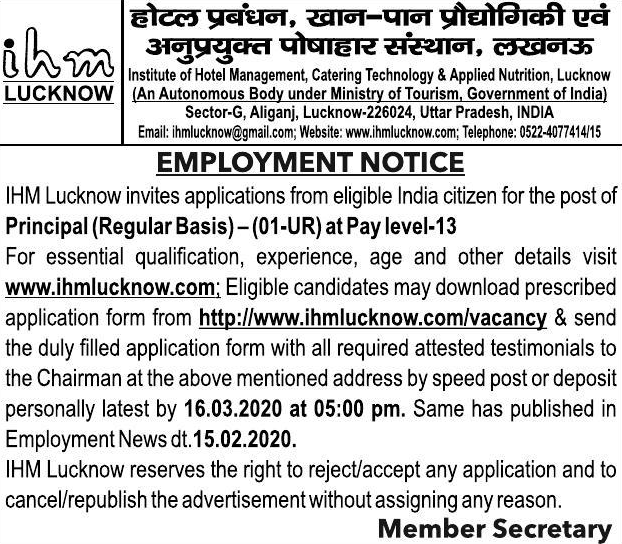 ihm
LUCKNOW
होटल प्रबंधन, खान-पान प्रौद्योगिकी एवं
अनुप्रयुक्त पोषाहार संस्थान, लखनऊ
Institute of Hotel Management, Catering Technology & Applied Nutrition, Lucknow
(An Autonomous Body under Ministry of Tourism, Government of India)
Sector-G, Aliganj, Lucknow-226024, Uttar Pradesh, INDIA
Email: ihmlucknow@gmail.com; Website: www.ihmlucknow.com; Telephone: 0522-4077414/15
EMPLOYMENT NOTICE
IHM Lucknow invites applications from eligible India citizen for the post of
Principal (Regular Basis) – (01-UR) at Pay level-13
For essential qualification, experience, age and other details visit
www.ihmlucknow.com; Eligible candidates may download prescribed
application form from http://www.ihmlucknow.com/vacancy & send
the duly filled application form with all required attested testimonials to
the Chairman at the above mentioned address by speed post or deposit
personally latest by 16.03.2020 at 05:00 pm. Same has published in
Employment News dt.15.02.2020.
IHM Lucknow reserves the right to reject/accept any application and to
cancel/republish the advertisement without assigning any reason.
Member Secretary